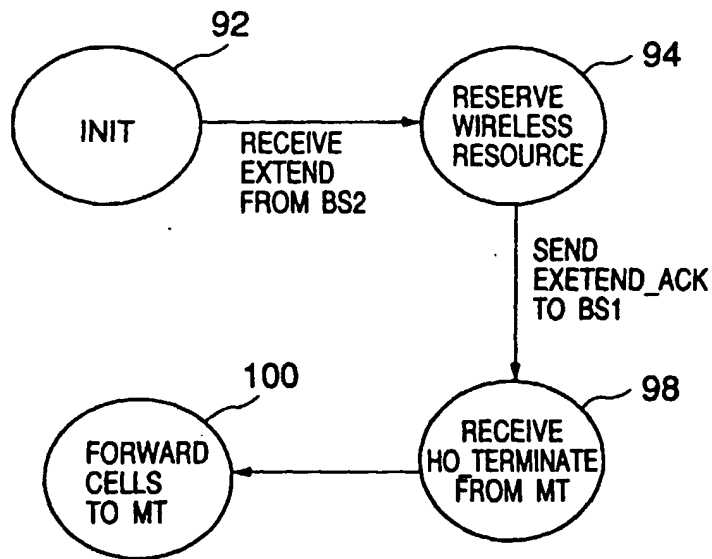 92
INIT
RECEIVE
EXTEND
FROM BS2
94
RESERVE
WIRELESS
RESOURCE
SEND
EXETEND_ACK
TO BS1
100
FORWARD
CELLS
TO MT
98
RECEIVE
HO_TERMINATE
FROM MT